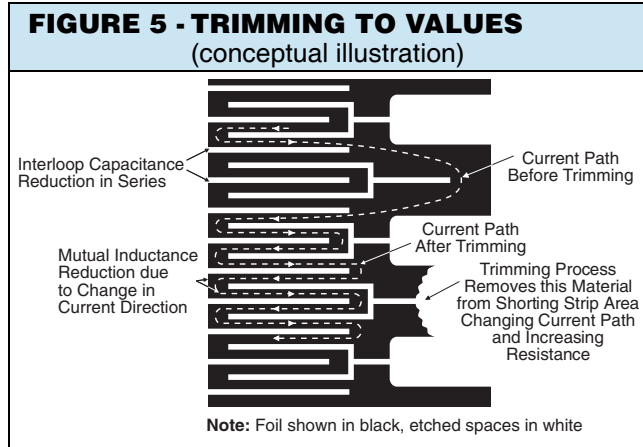 FIGURE 5 - TRIMMING TO VALUES
(conceptual illustration)
Interloop Capacitance
Reduction in Series
Current Path
Before Trimming
Mutual Inductance
Reduction due
to Change in
Current Direction
Current Path
After Trimming
Trimming Process
Removes this Material
from Shorting Strip Area
Changing Current Path
and Increasing
Resistance
Note: Foil shown in black, etched spaces in white